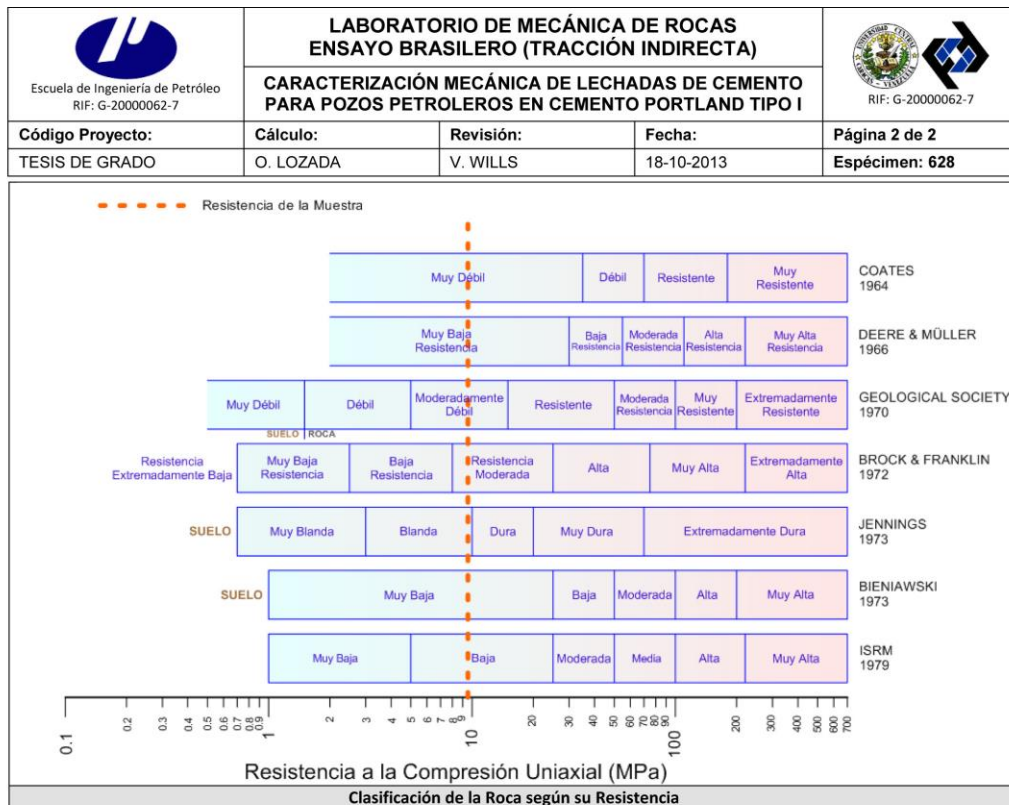 Escuela de Ingeniería de Petróleo
RIF: G-20000062-7
LABORATORIO DE MECÁNICA DE ROCAS
ENSAYO BRASILERO (TRACCIÓN INDIRECTA)
CARACTERIZACIÓN MECÁNICA DE LECHADAS DE CEMENTO
PARA POZOS PETROLEROS EN CEMENTO PORTLAND TIPO I
RIF: G-20000062-7
Código Proyecto: Cálculo: Revisión: Fecha: Página 2 de 2
TESIS DE GRADO O. LOZADA V. WILLS 18-10-2013 Espécimen: 628
Resistencia de la Muestra
Muy Débil Débil Resistente Muy
Resistente
COATES
1964
Muy Baja
Resistencia
Baja
Resistencia
Moderada
Resistencia
Alta
Resistencia
Muy Alta
Resistencia
DEERE & MÜLLER
1966
Muy Débil Débil Moderadamente
Débil
Resistente
Moderada
Resistencia
Muy
Resistente
Extremadamente
Resistente
GEOLOGICAL SOCIETY
1970
SUELO ROCA
Resistencia
Extremadamente Baja
Muy Baja
Resistencia
Baja
Resistencia
Resistencia
Moderada
Alta Muy Alta Extremadamente
Alta
BROCK & FRANKLIN
1972
SUELO Muy Blanda Blanda Dura Muy Dura Extremadamente Dura
JENNINGS
1973
SUELO Muy Baja Baja Moderada Alta Muy Alta
BIENIAWSKI
1973
Muy Baja Baja Moderada Media Alta Muy Alta
ISRM
1979
0.1 0.2 0.3 0.4 0.5 0.6 0.7 0.8 0.9 1 2 3 4 5 6 7 8 9 10 20 30 40 50 60 70 80 90 100 200 300 400 500 600 700
Resistencia a la Compresión Uniaxial (MPa)
Clasificación de la Roca según su Resistencia